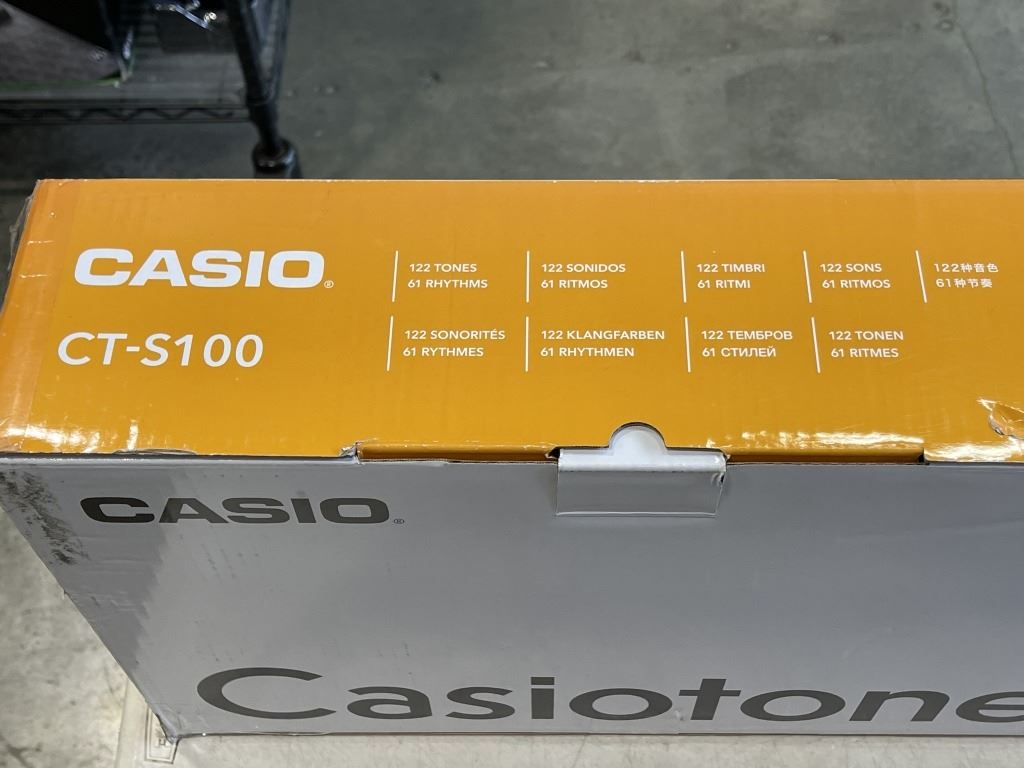 CASIO®
CT-S100
122 TONES
61 RHYTHMS
122 SONIDOS
61 RITMOS
122 TIMBRI
61 RITMI
122 SONS
61 RITMOS
122种音色
61种节奏
122 SONORITÉS
61 RYTHMES
122 KLANGFARBEN
61 RHYTHMEN
122 ТЕМБРОВ
61 СТИЛЕЙ
122 TONEN
61 RITMES
CASIO®
Casiotone